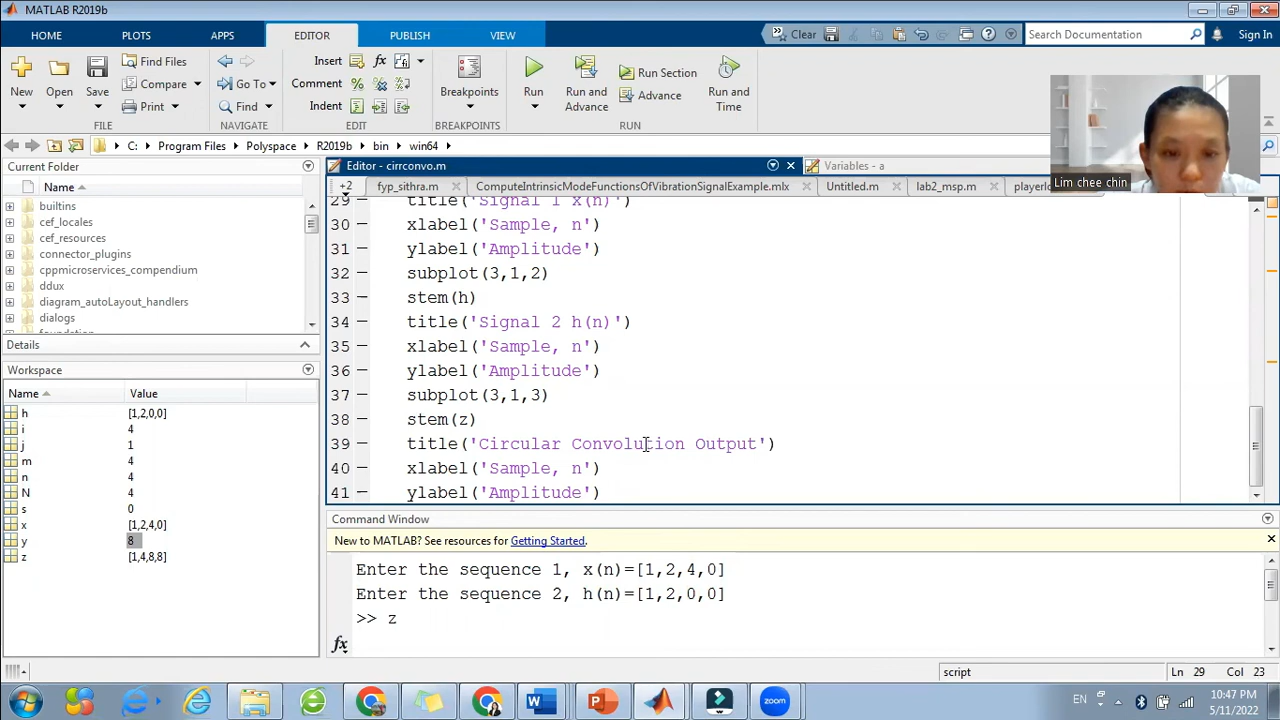 MATLAB R2019b
HOME PLOTS APPS EDITOR PUBLISH VIEW Clear Search Documentation Sign In
New Open Save Find Files Compare Print
Go To Find
Insert Comment Indent
Breakpoints Run Run and Advance Run Section Advance Run and Time
FILE NAVIGATE EDIT BREAKPOINTS RUN
C: Program Files Polyspace R2019b bin win64
Current Folder
Name
builtins
cef_locales
cef_resources
connector_plugins
cppmicroservices_compendium
ddux
diagram_autoLayout_handlers
dialogs
foundation
Details
Workspace
Name Value
h [1,2,0,0]
i 4
j 1
m 4
n 4
N 4
s 0
x [1,2,4,0]
y 8
z [1,4,8,8]
Editor - cirrconvo.m Variables - a
+2 fyp_sithra.m ComputeIntrinsicModeFunctionsOfVibrationSignalExample.mlx Untitled.m lab2_msp.m
Lim chee chin
29 title('Signal 1 x(n)')
30 xlabel('Sample, n')
31 ylabel('Amplitude')
32 subplot(3,1,2)
33 stem(h)
34 title('Signal 2 h(n)')
35 xlabel('Sample, n')
36 ylabel('Amplitude')
37 subplot(3,1,3)
38 stem(z)
39 title('Circular Convolution Output')
40 xlabel('Sample, n')
41 ylabel('Amplitude')
Command Window
New to MATLAB? See resources for Getting Started.
Enter the sequence 1, x(n)=[1,2,4,0]
Enter the sequence 2, h(n)=[1,2,0,0]
>> z
fx
script Ln 29 Col 23
EN 10:47 PM
5/11/2022